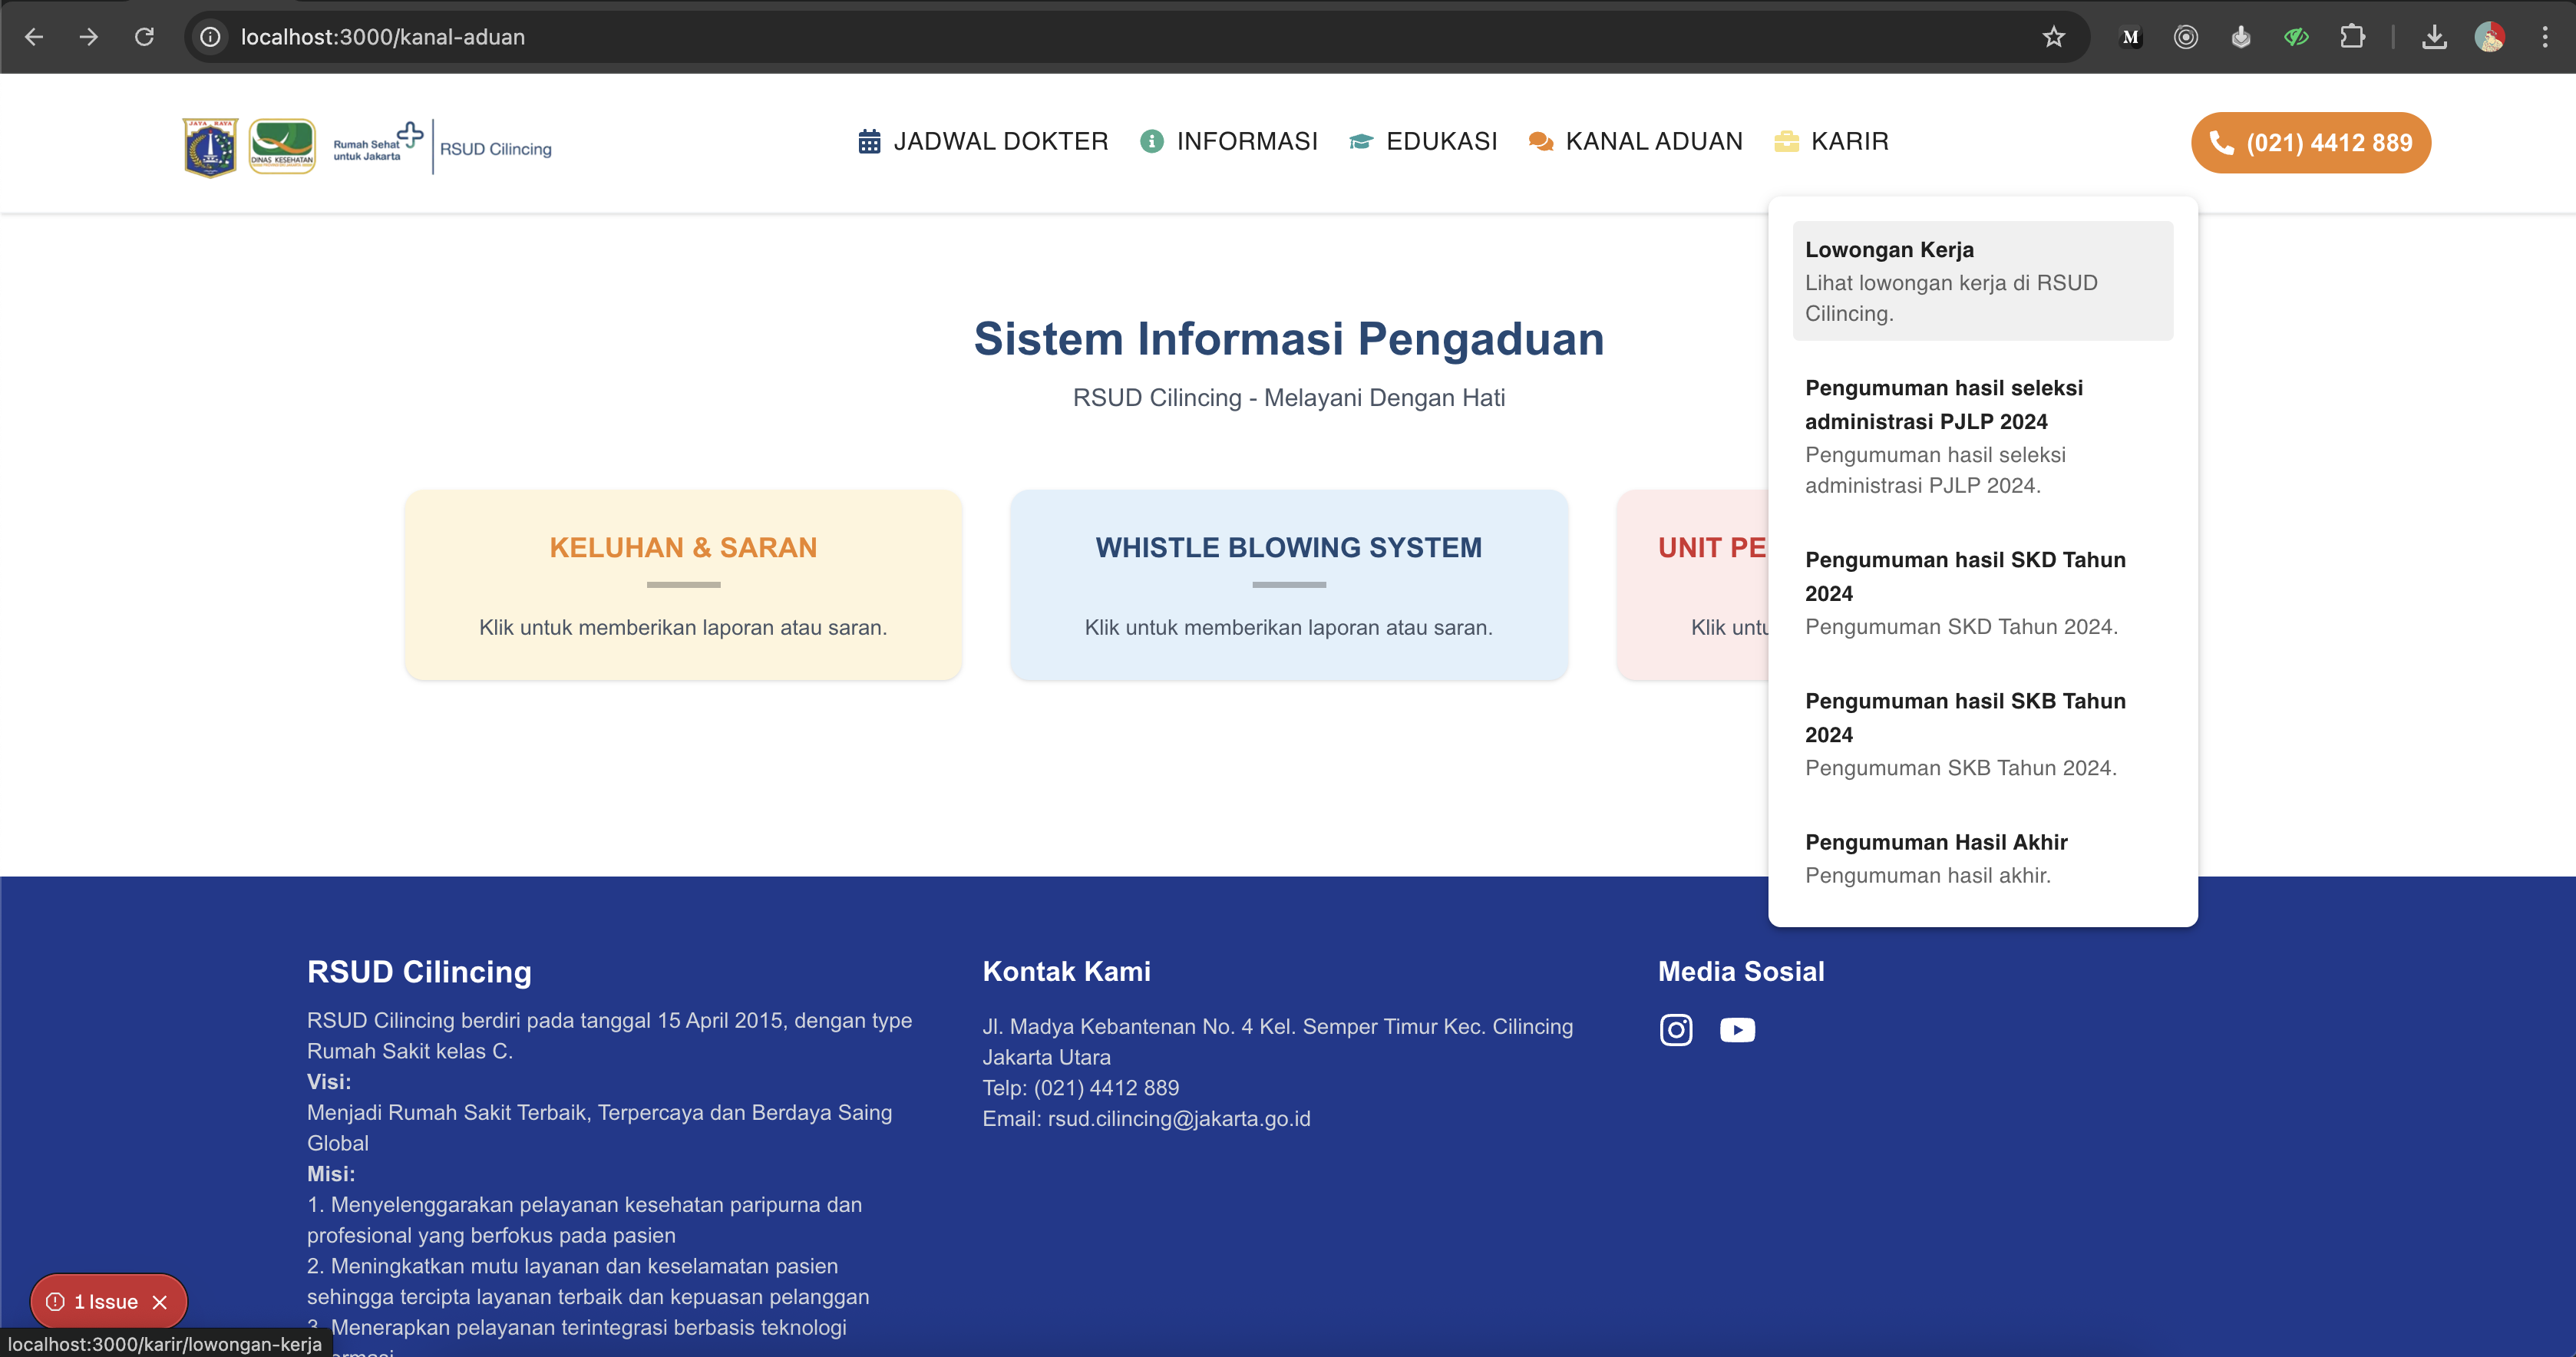 localhost:3000/kanal-aduan
M
JAYA RAYA
DINAS KESEHATAN
Rumah Sehat
untuk Jakarta
RSUD Cilincing
JADWAL DOKTER
INFORMASI
EDUKASI
KANAL ADUAN
KARIR
(021) 4412 889
Lowongan Kerja
Lihat lowongan kerja di RSUD
Cilincing.
Pengumuman hasil seleksi
administrasi PJLP 2024
Pengumuman hasil seleksi
administrasi PJLP 2024.
Pengumuman hasil SKD Tahun
2024
Pengumuman SKD Tahun 2024.
Pengumuman hasil SKB Tahun
2024
Pengumuman SKB Tahun 2024.
Pengumuman Hasil Akhir
Pengumuman hasil akhir.
Sistem Informasi Pengaduan
RSUD Cilincing - Melayani Dengan Hati
KELUHAN & SARAN
Klik untuk memberikan laporan atau saran.
WHISTLE BLOWING SYSTEM
Klik untuk memberikan laporan atau saran.
UNIT PE
Klik untu
RSUD Cilincing
RSUD Cilincing berdiri pada tanggal 15 April 2015, dengan type
Rumah Sakit kelas C.
Visi:
Menjadi Rumah Sakit Terbaik, Terpercaya dan Berdaya Saing
Global
Misi:
1. Menyelenggarakan pelayanan kesehatan paripurna dan
profesional yang berfokus pada pasien
2. Meningkatkan mutu layanan dan keselamatan pasien
sehingga tercipta layanan terbaik dan kepuasan pelanggan
3. Menerapkan pelayanan terintegrasi berbasis teknologi
Kontak Kami
Jl. Madya Kebantenan No. 4 Kel. Semper Timur Kec. Cilincing
Jakarta Utara
Telp: (021) 4412 889
Email: rsud.cilincing@jakarta.go.id
Media Sosial
1 Issue
localhost:3000/karir/lowongan-kerja